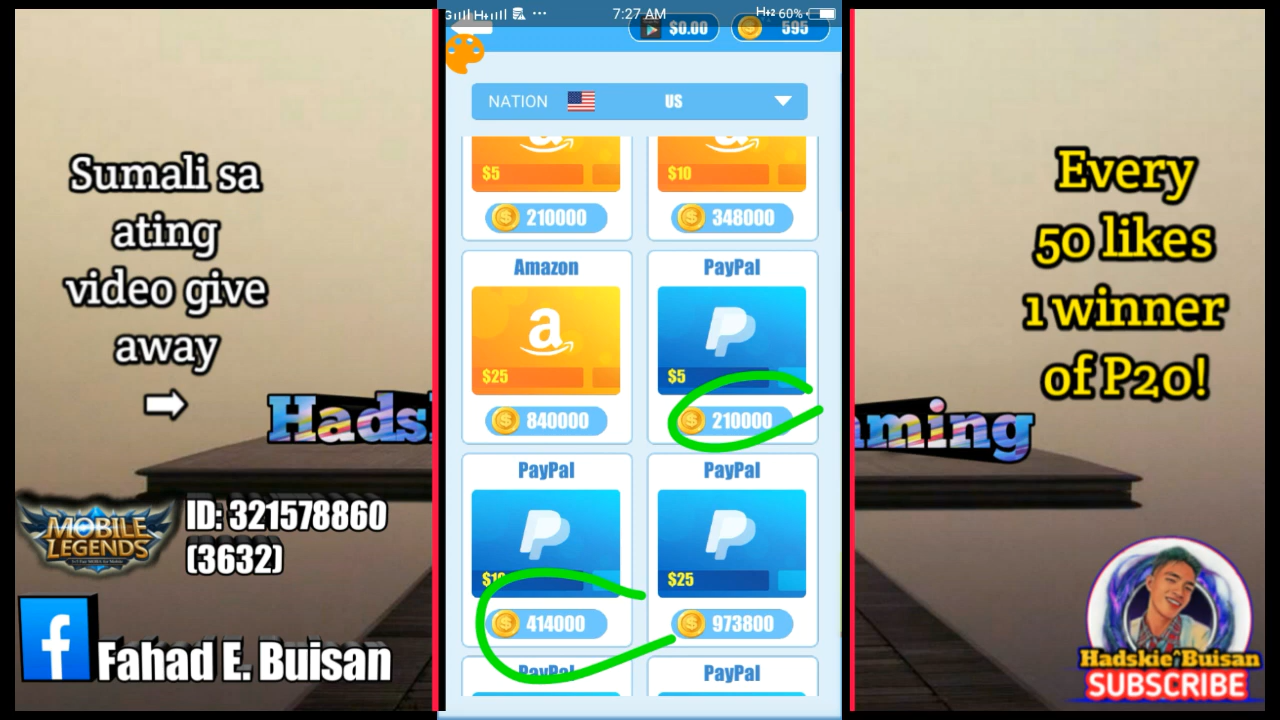 7:27 AM
H+2 60%
$0.00
595
NATION
US
$5
$10
210000
348000
Amazon
PayPal
$25
$5
840000
210000
PayPal
PayPal
$25
414000
973800
PayPal
PayPal
Sumali sa
ating
video give
away
MOBILE
LEGENDS
ID: 321578860
(3632)
f
Fahad E. Buisan
Every
50 likes
1 winner
of P20!
Hadskie Buisan
SUBSCRIBE